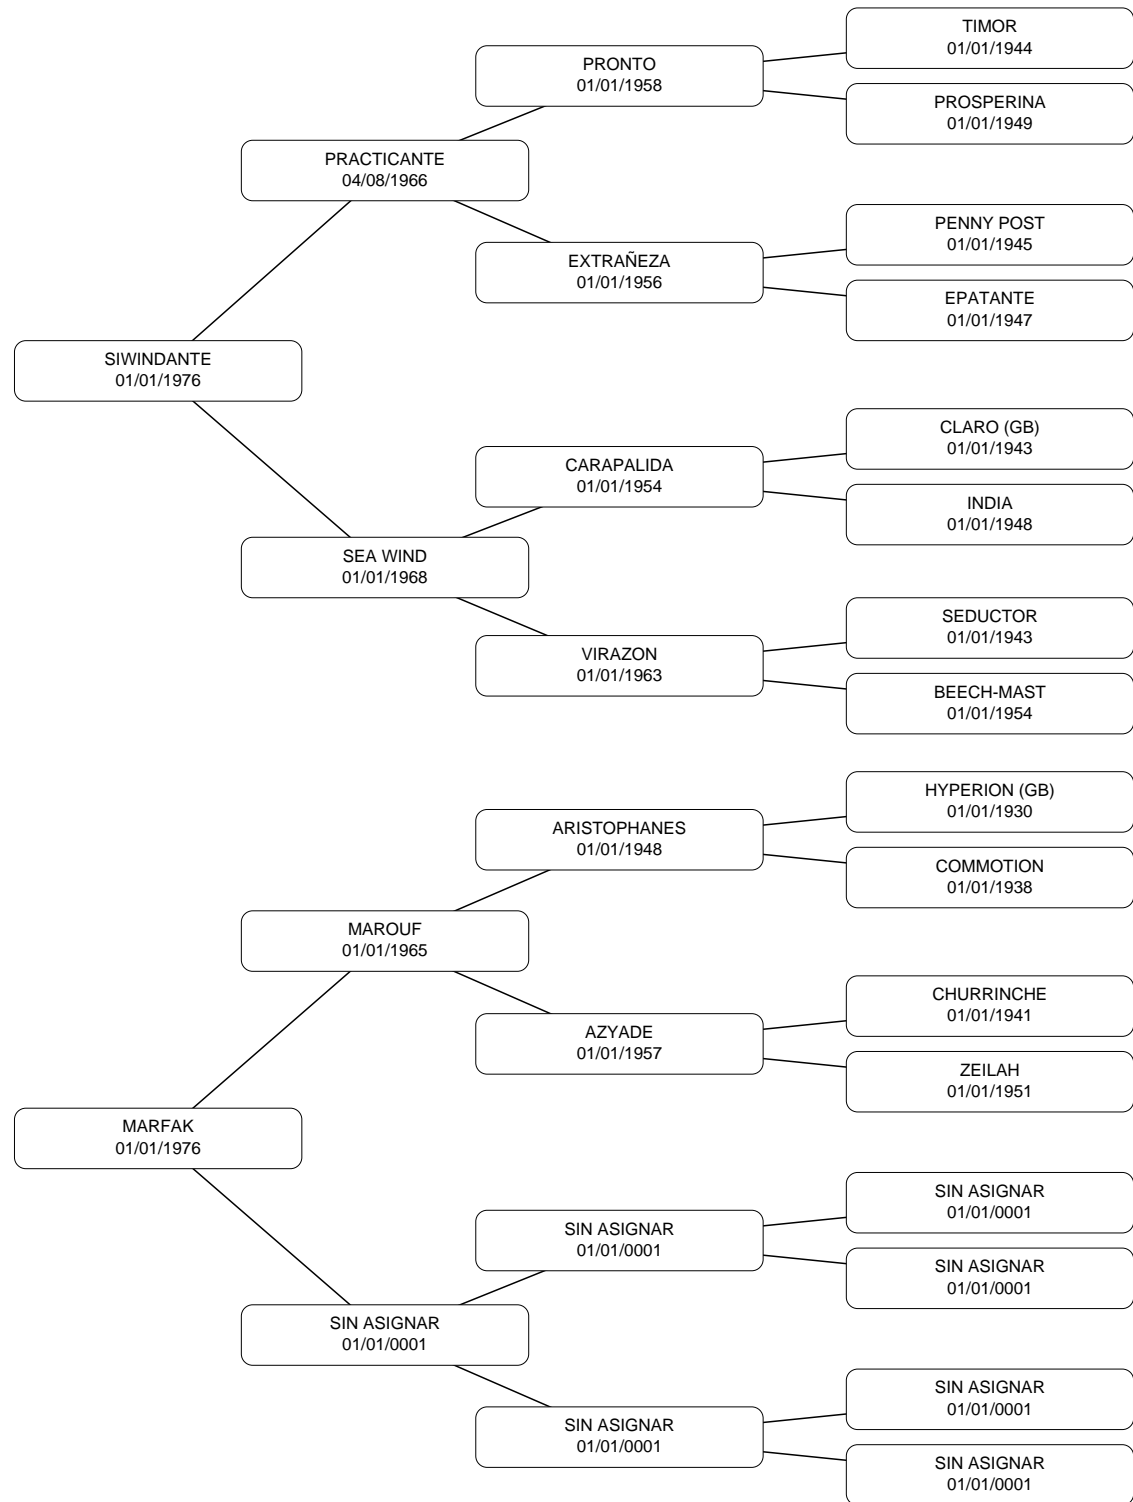 TIMOR
01/01/1944
PRONTO
01/01/1958
PROSPERINA
01/01/1949
PRACTICANTE
04/08/1966
PENNY POST
01/01/1945
EXTRAÑEZA
01/01/1956
EPATANTE
01/01/1947
SIWINDANTE
01/01/1976
CLARO (GB)
01/01/1943
CARAPALIDA
01/01/1954
INDIA
01/01/1948
SEA WIND
01/01/1968
SEDUCTOR
01/01/1943
VIRAZON
01/01/1963
BEECH-MAST
01/01/1954
HYPERION (GB)
01/01/1930
ARISTOPHANES
01/01/1948
COMMOTION
01/01/1938
MAROUF
01/01/1965
CHURRINCHE
01/01/1941
AZYADE
01/01/1957
ZEILAH
01/01/1951
MARFAK
01/01/1976
SIN ASIGNAR
01/01/0001
SIN ASIGNAR
01/01/0001
SIN ASIGNAR
01/01/0001
SIN ASIGNAR
01/01/0001
SIN ASIGNAR
01/01/0001
SIN ASIGNAR
01/01/0001
SIN ASIGNAR
01/01/0001